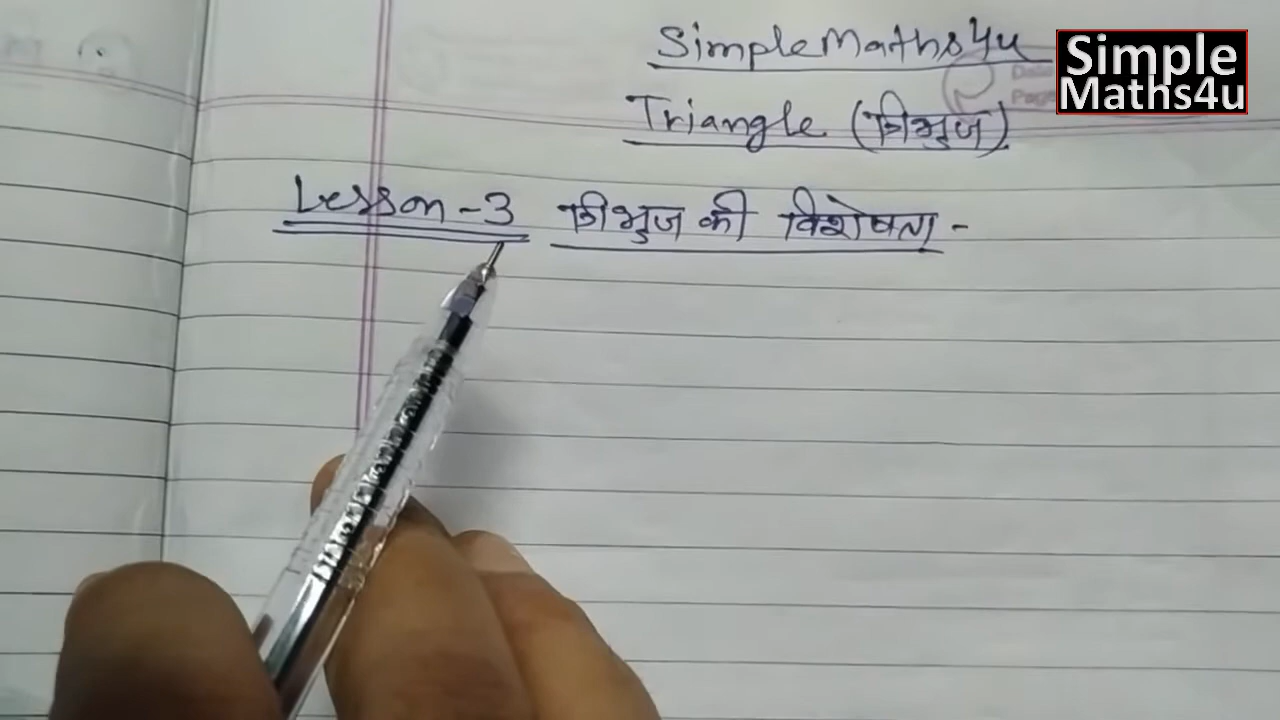 SimpleMaths4u
Simple
Maths4u
Triangle (त्रीभुज)
Lesson-3 त्रीभुज की विशेषता -